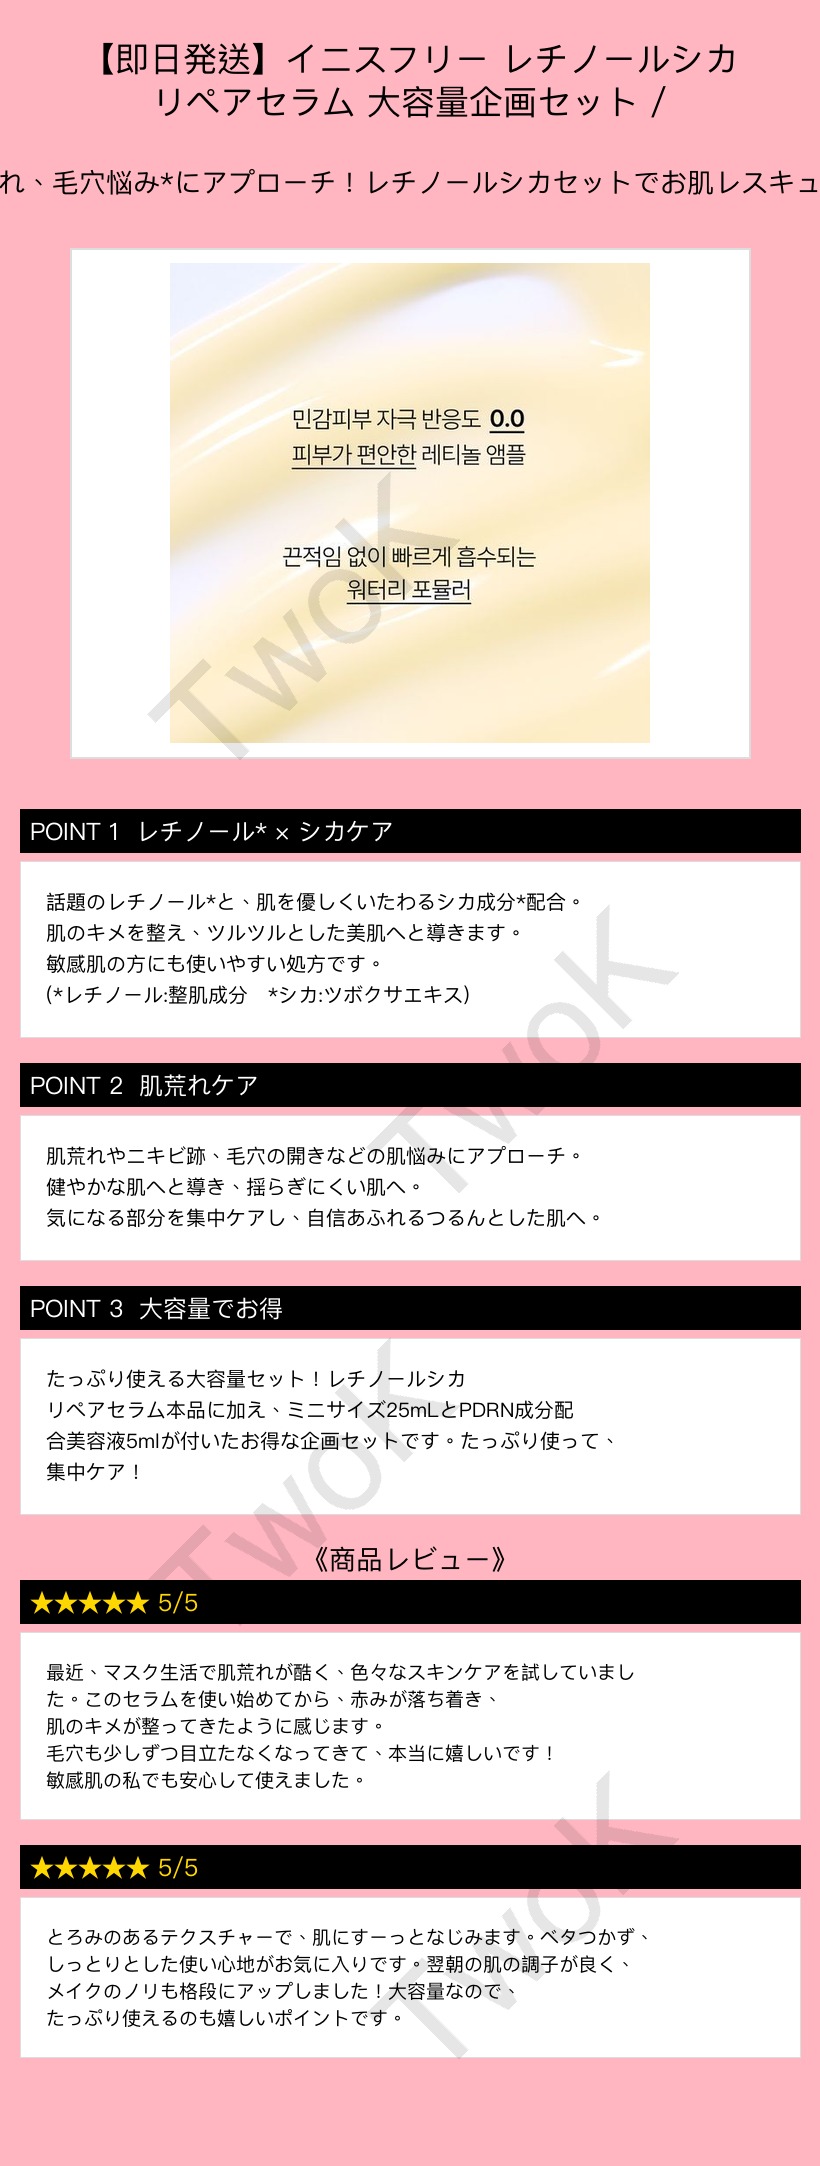 【即日発送】イニスフリー レチノールシカ
リペアセラム 大容量企画セット /
れ、毛穴悩み*にアプローチ！レチノールシカセットでお肌レスキュ
민감피부 자극 반응도 0.0
피부가 편안한 레티놀 앰플
끈적임 없이 빠르게 흡수되는
워터리 포뮬러
TwoK
POINT 1 レチノール* × シカケア
話題のレチノール*と、肌を優しくいたわるシカ成分*配合。
肌のキメを整え、ツルツルとした美肌へと導きます。
敏感肌の方にも使いやすい処方です。
(*レチノール:整肌成分　*シカ:ツボクサエキス)
TwoK
POINT 2 肌荒れケア
肌荒れやニキビ跡、毛穴の開きなどの肌悩みにアプローチ。
健やかな肌へと導き、揺らぎにくい肌へ。
気になる部分を集中ケアし、自信あふれるつるんとした肌へ。
POINT 3 大容量でお得
たっぷり使える大容量セット！レチノールシカ
リペアセラム本品に加え、ミニサイズ25mLとPDRN成分配
合美容液5mlが付いたお得な企画セットです。たっぷり使って、
集中ケア！
TwoK
《商品レビュー》
★★★★★ 5/5
最近、マスク生活で肌荒れが酷く、色々なスキンケアを試していまし
た。このセラムを使い始めてから、赤みが落ち着き、
肌のキメが整ってきたように感じます。
毛穴も少しずつ目立たなくなってきて、本当に嬉しいです！
敏感肌の私でも安心して使えました。
★★★★★ 5/5
とろみのあるテクスチャーで、肌にすーっとなじみます。ベタつかず、
しっとりとした使い心地がお気に入りです。翌朝の肌の調子が良く、
メイクのノリも格段にアップしました！大容量なので、
たっぷり使えるのも嬉しいポイントです。
TwoK